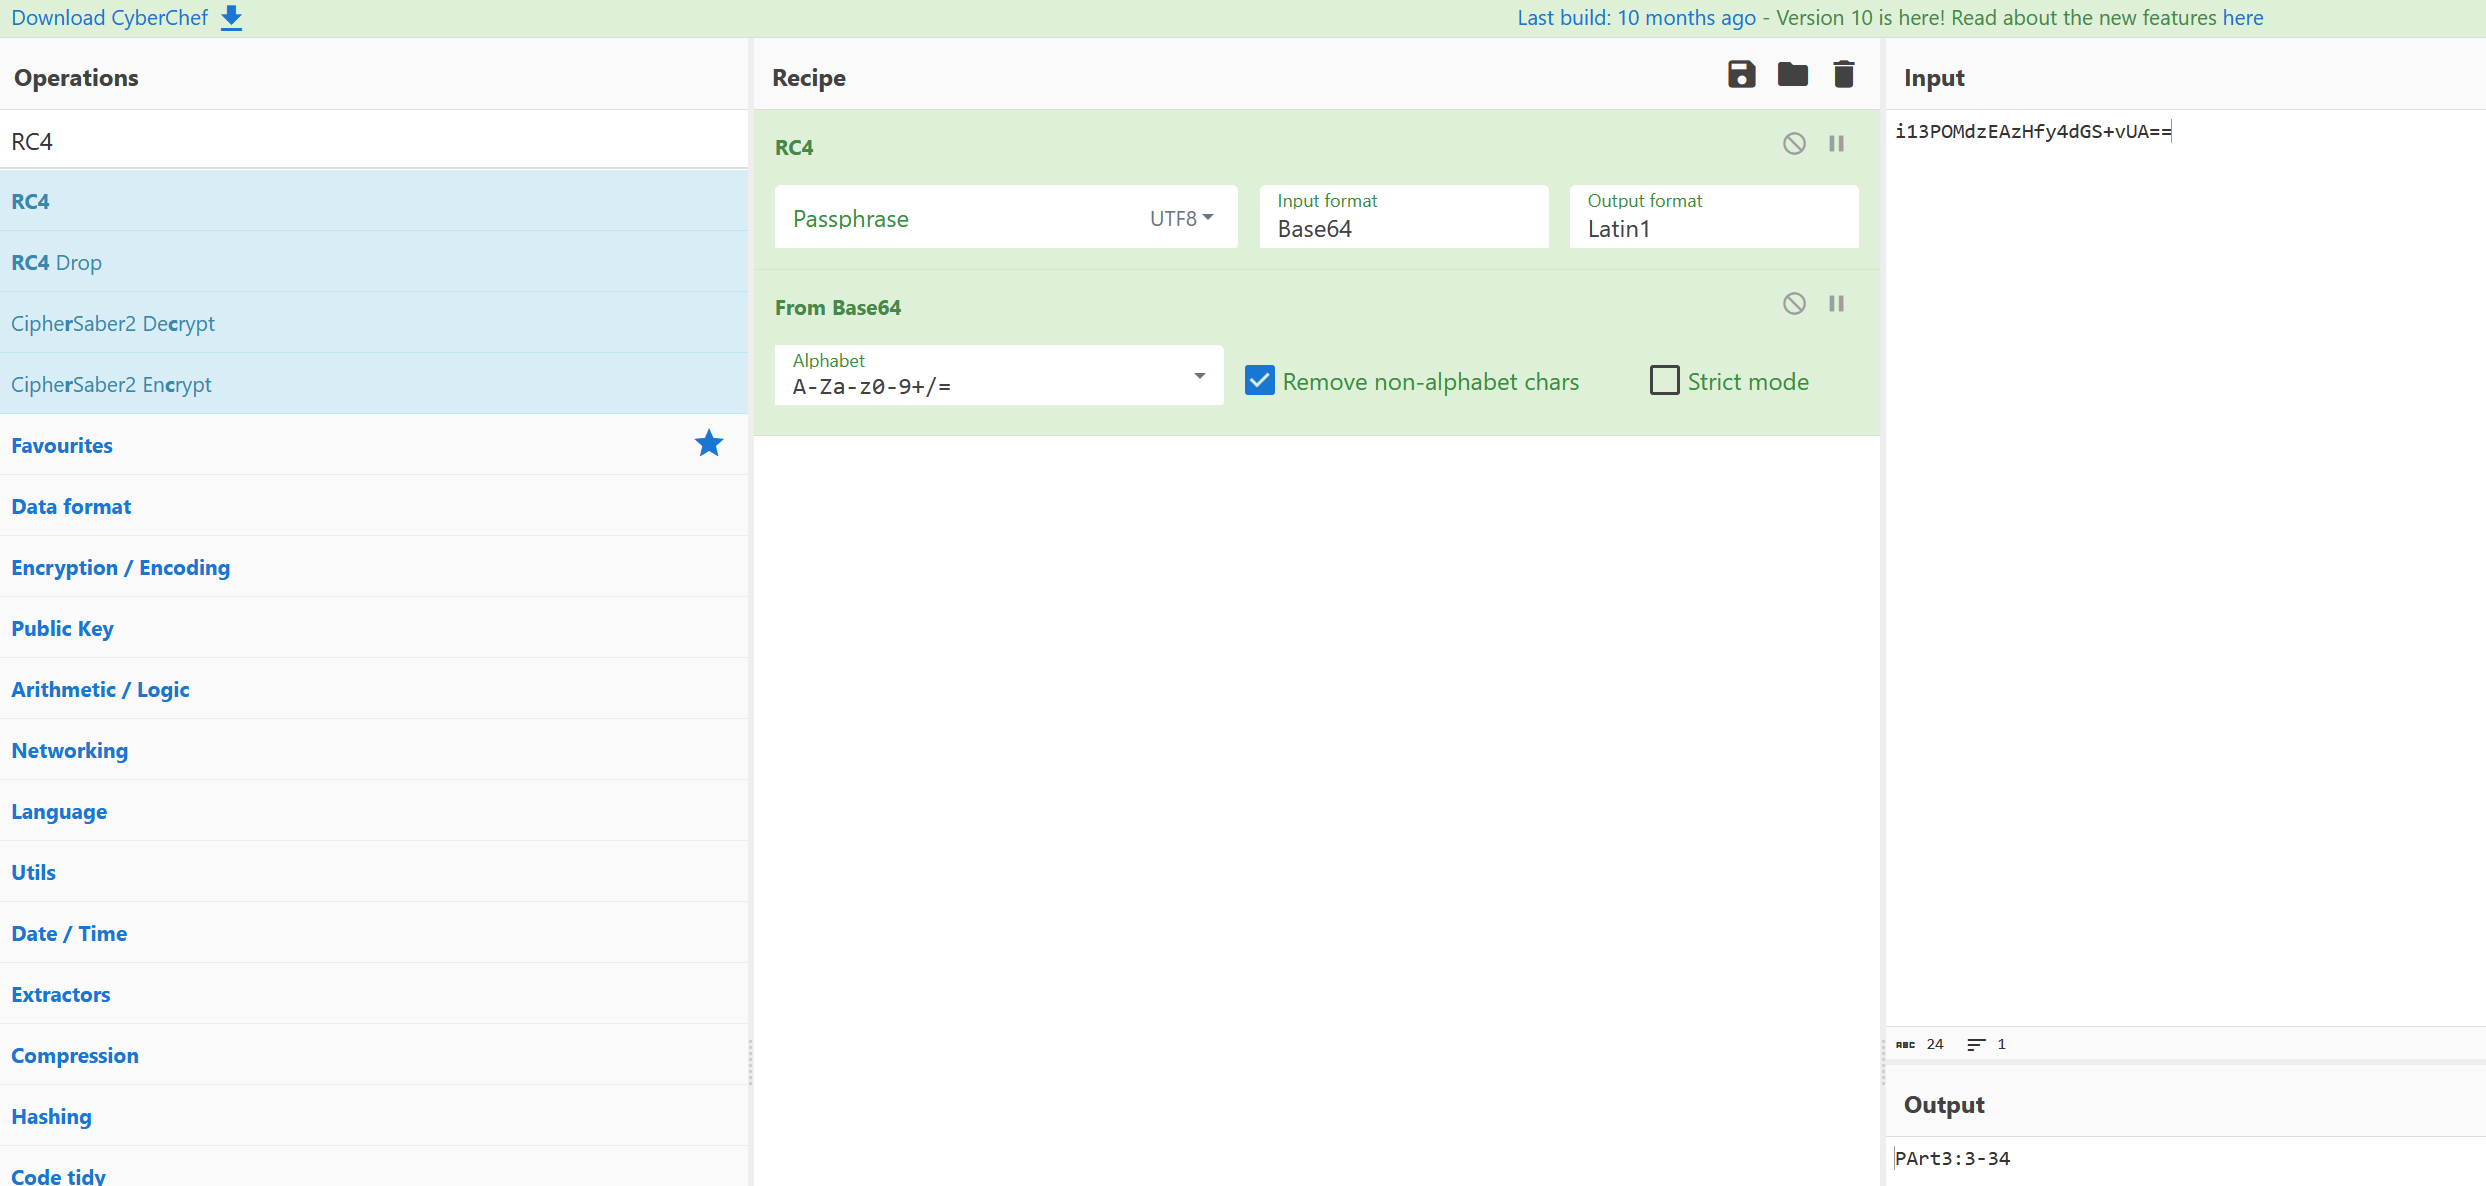 Download CyberChef
Last build: 10 months ago - Version 10 is here! Read about the new features here
Operations
RC4
RC4
RC4 Drop
CipherSaber2 Decrypt
CipherSaber2 Encrypt
Favourites
Data format
Encryption / Encoding
Public Key
Arithmetic / Logic
Networking
Language
Utils
Date / Time
Extractors
Compression
Hashing
Code tidy
Recipe
RC4
Passphrase
UTF8
Input format
Base64
Output format
Latin1
From Base64
Alphabet
A-Za-z0-9+/=
Remove non-alphabet chars
Strict mode
Input
i13POMdzEAzHfy4dGS+vUA==
ABC 24 1
Output
PArt3:3-34